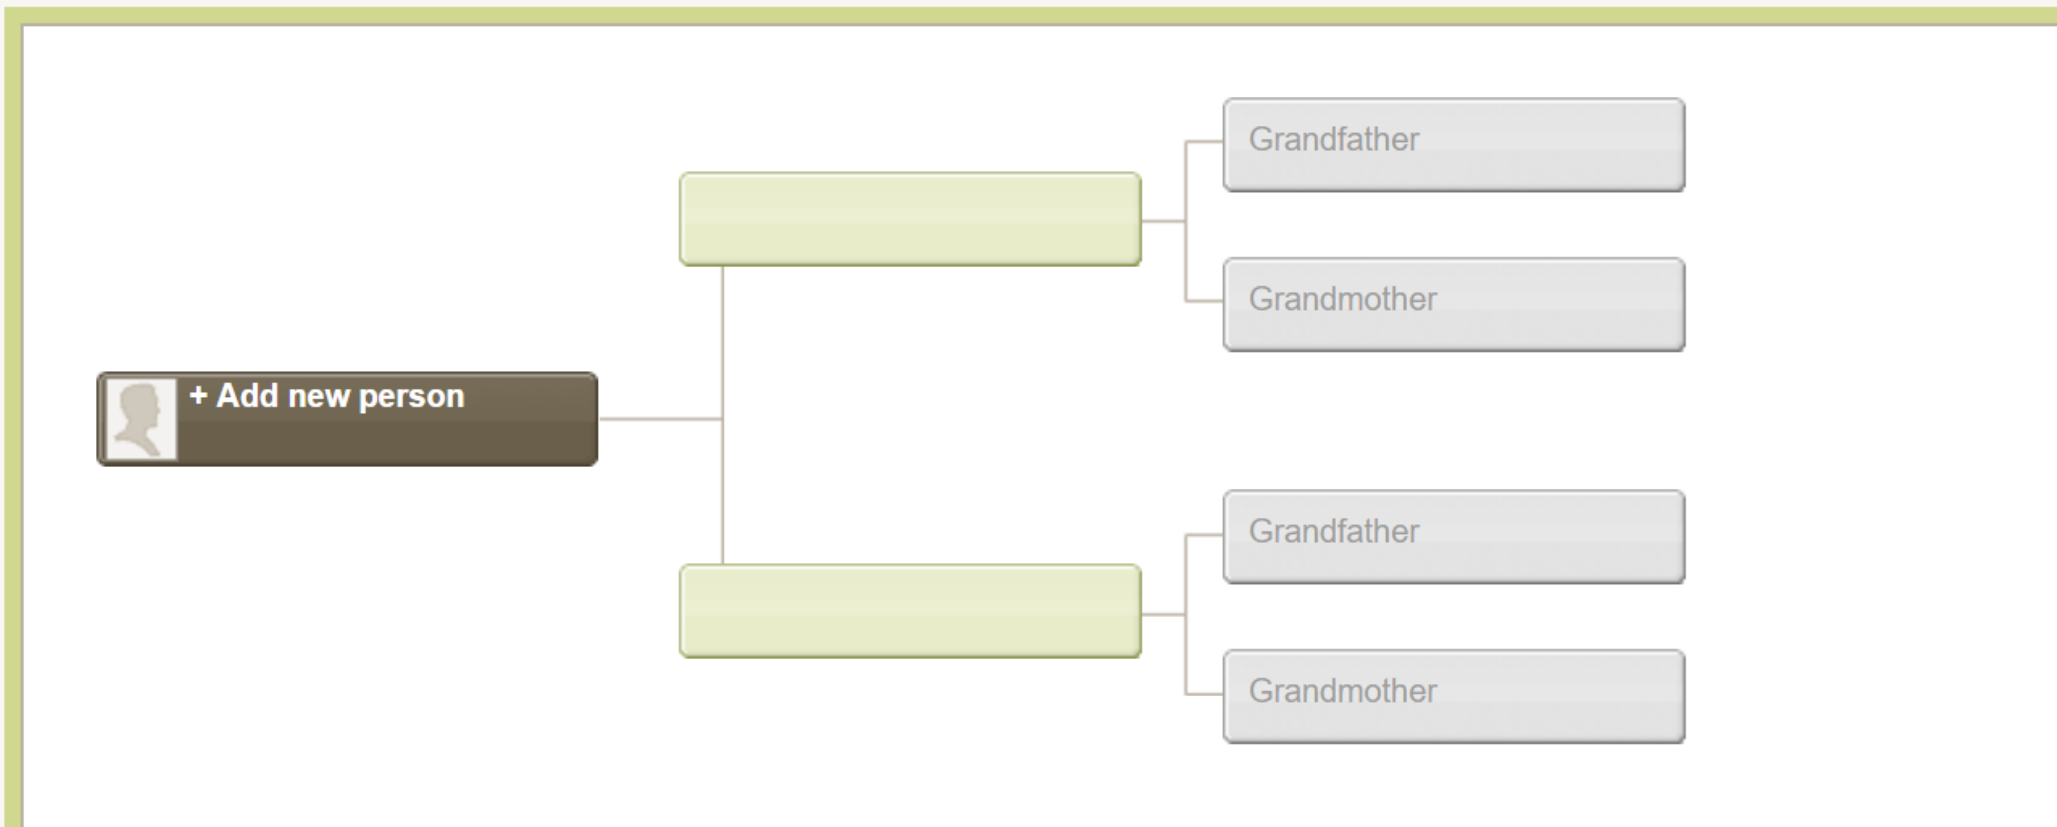 Grandfather
Grandmother
+ Add new person
Grandfather
Grandmother